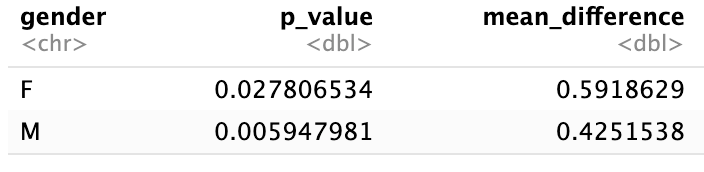 gender p_value mean_difference
<chr> <dbl> <dbl>
F 0.027806534 0.5918629
M 0.005947981 0.4251538